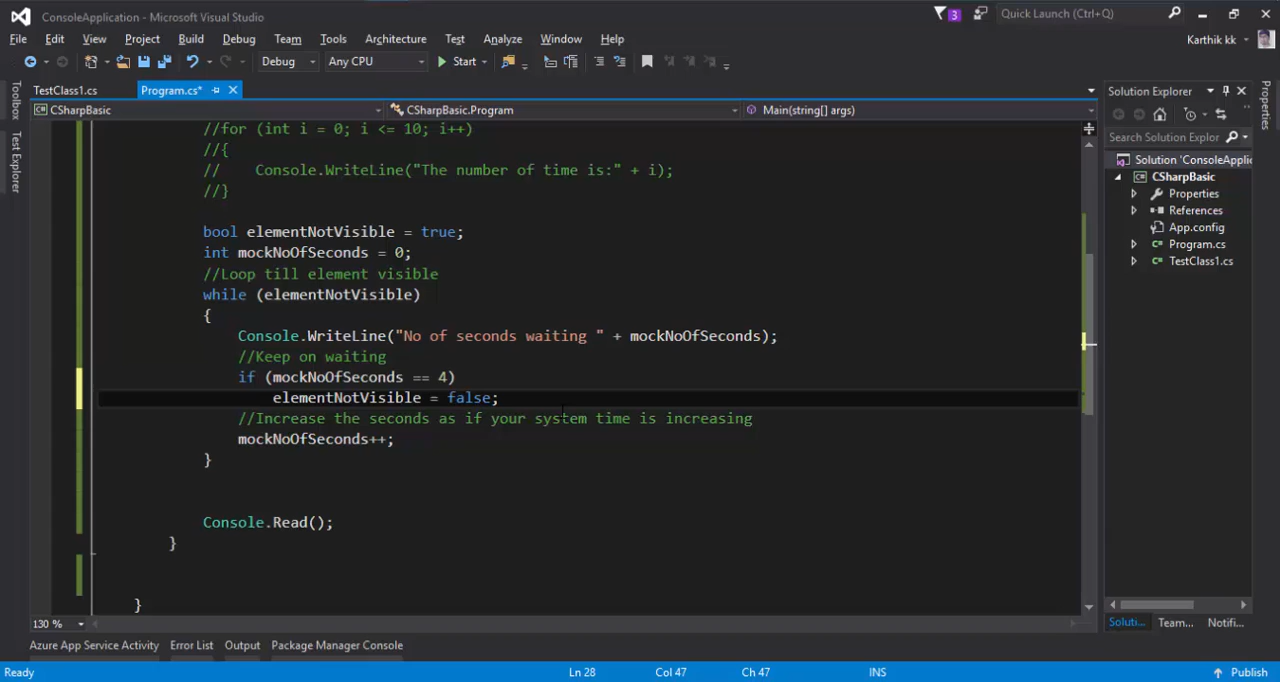 ConsoleApplication - Microsoft Visual Studio
3
Quick Launch (Ctrl+Q)
File Edit View Project Build Debug Team Tools Architecture Test Analyze Window Help
Karthik kk
Debug Any CPU Start
Toolbox
Test Explorer
TestClass1.cs Program.cs*
CSharpBasic CSharpBasic.Program Main(string[] args)
//for (int i = 0; i <= 10; i++)
//{
// Console.WriteLine("The number of time is:" + i);
//}
bool elementNotVisible = true;
int mockNoOfSeconds = 0;
//Loop till element visible
while (elementNotVisible)
{
Console.WriteLine("No of seconds waiting " + mockNoOfSeconds);
//Keep on waiting
if (mockNoOfSeconds == 4)
elementNotVisible = false;
//Increase the seconds as if your system time is increasing
mockNoOfSeconds++;
}
Console.Read();
}
}
130 %
Solution Explorer
Search Solution Explor
Solution 'ConsoleApplic
CSharpBasic
Properties
References
App.config
Program.cs
TestClass1.cs
Soluti... Team... Notifi...
Properties
Azure App Service Activity Error List Output Package Manager Console
Ready Ln 28 Col 47 Ch 47 INS Publish